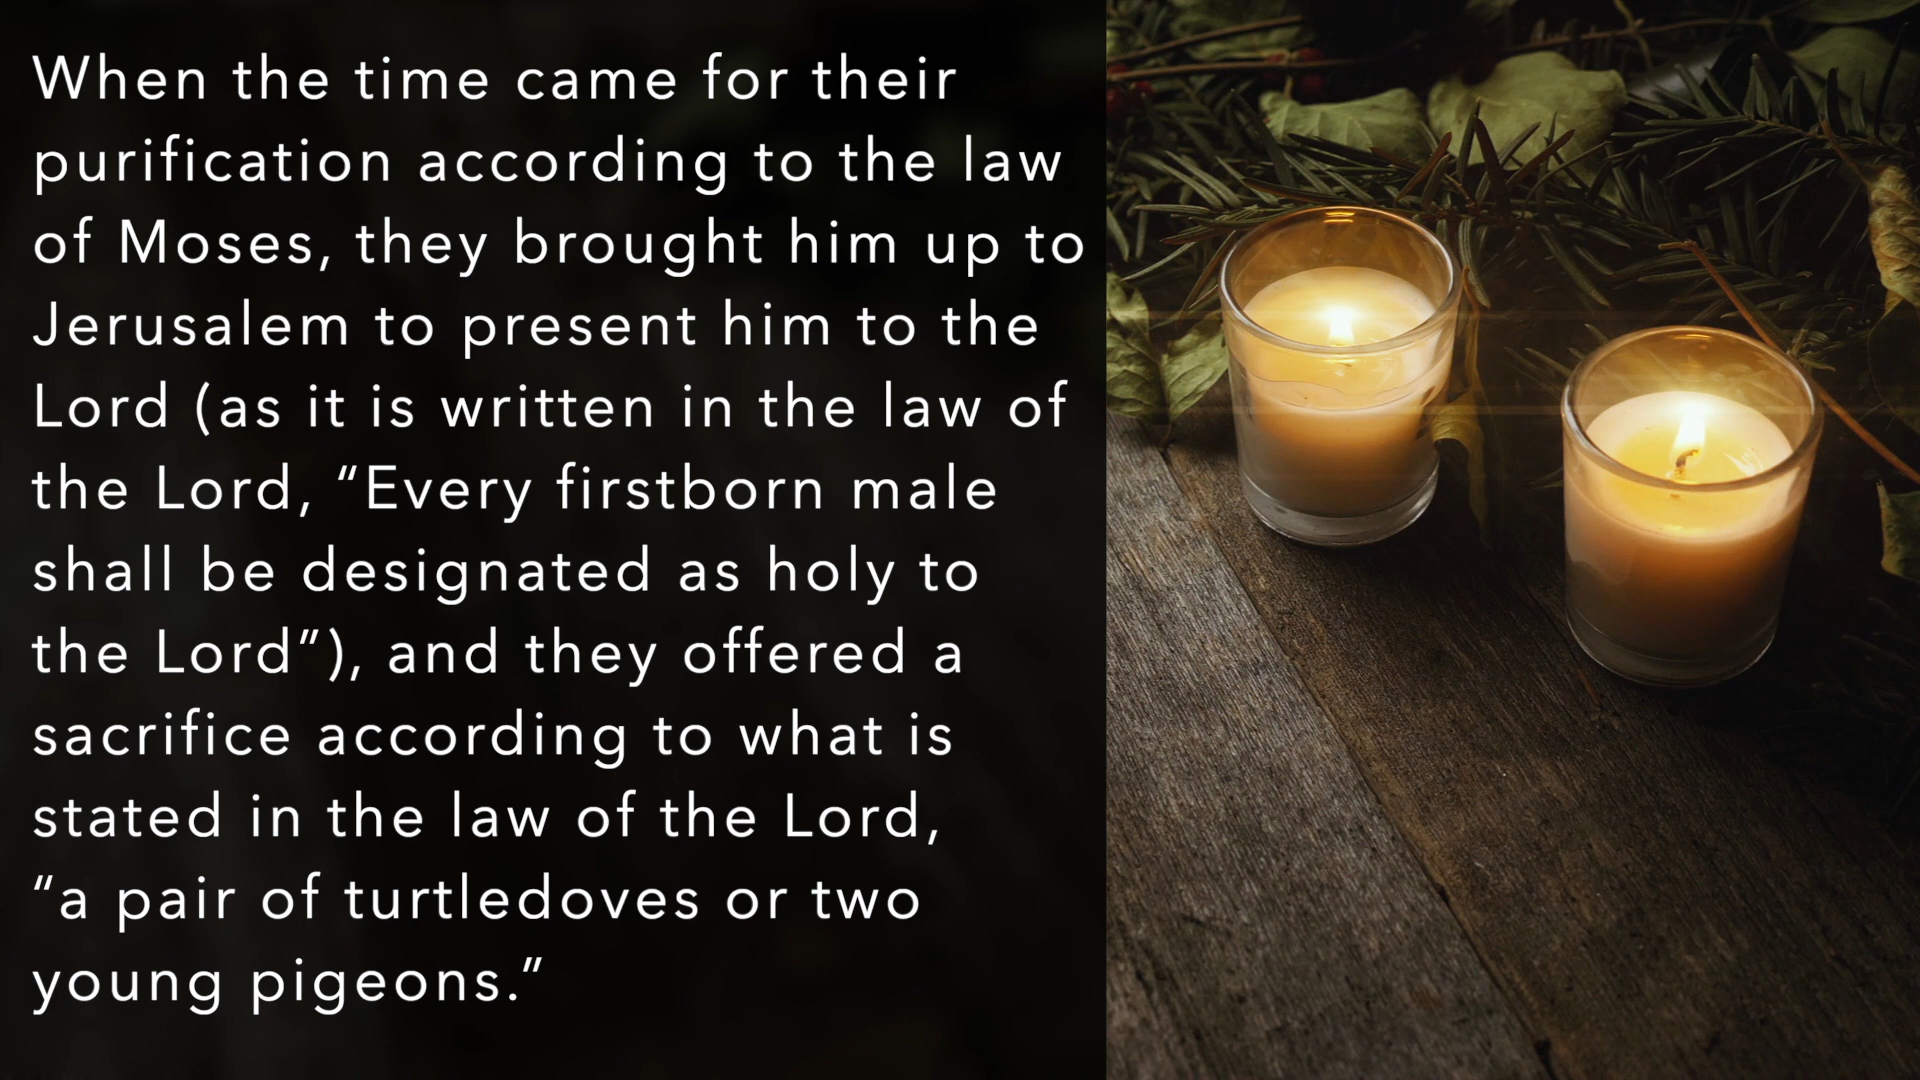 When the time came for their
purification according to the law
of Moses, they brought him up to
Jerusalem to present him to the
Lord (as it is written in the law of
the Lord, “Every firstborn male
shall be designated as holy to
the Lord”), and they offered a
sacrifice according to what is
stated in the law of the Lord,
“a pair of turtledoves or two
young pigeons.”